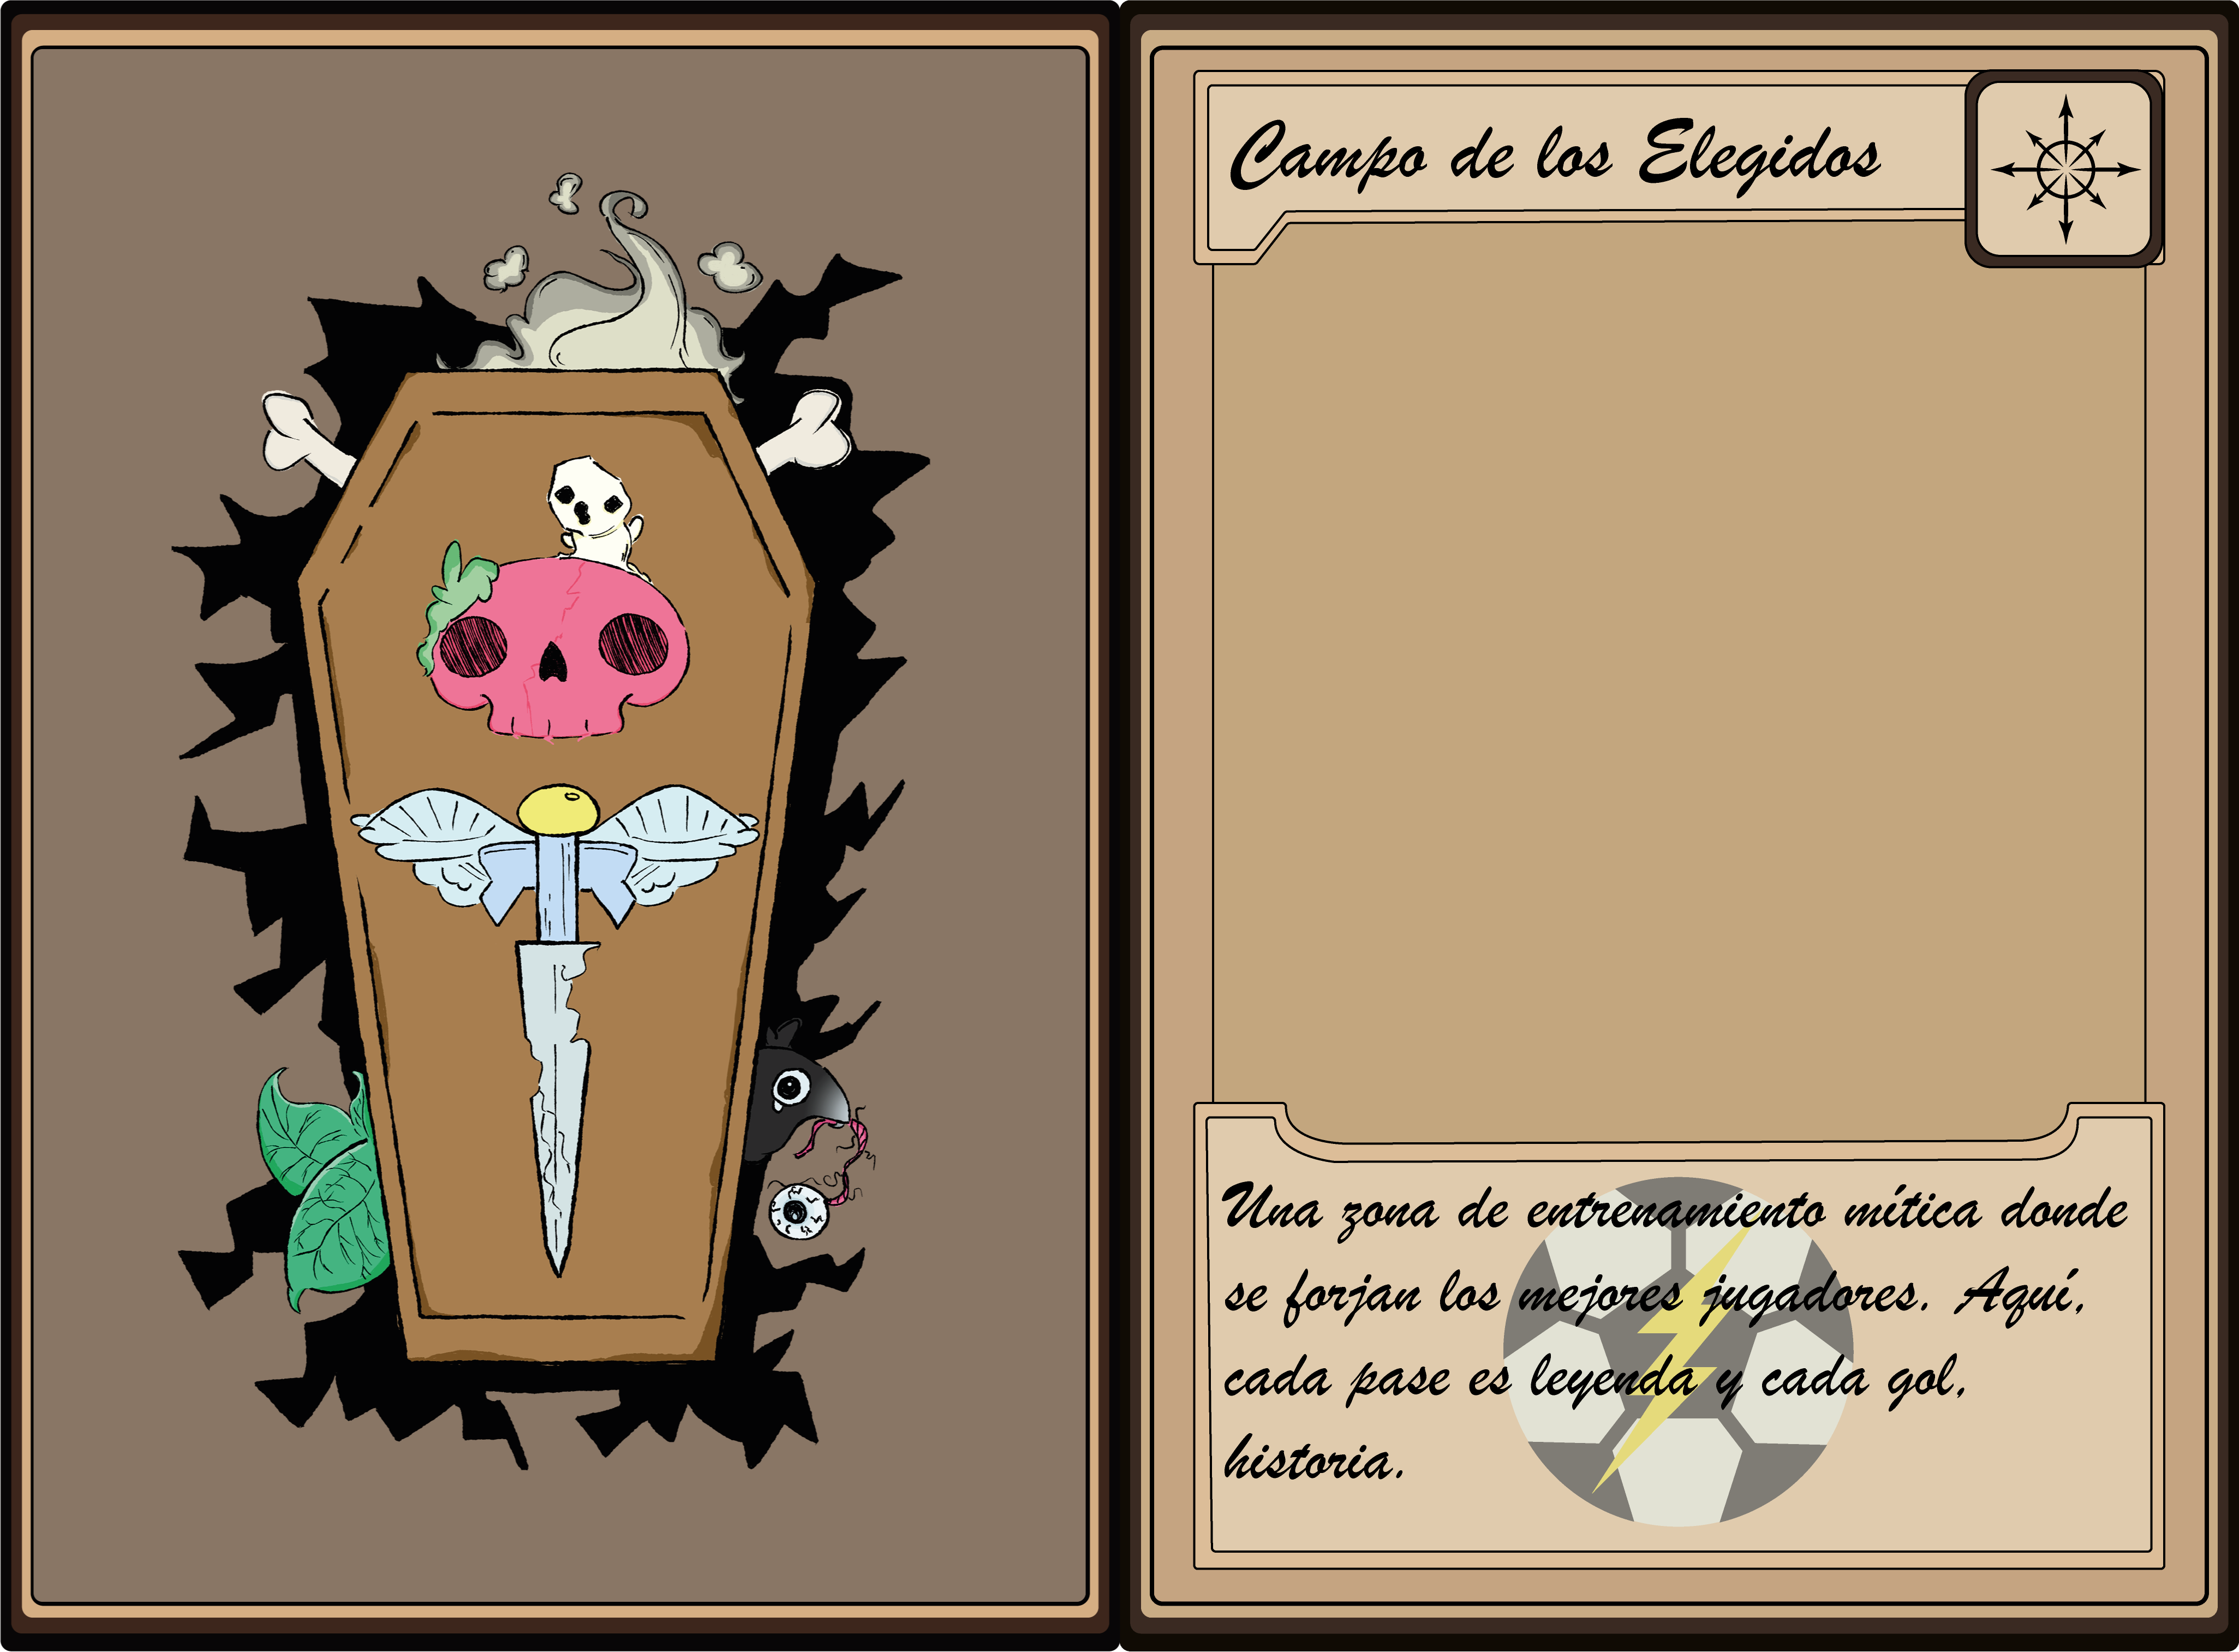 Campo de los Elegidos
Una zona de entrenamiento mítica donde
se forjan los mejores jugadores. Aquí,
cada pase es leyenda y cada gol,
historia.